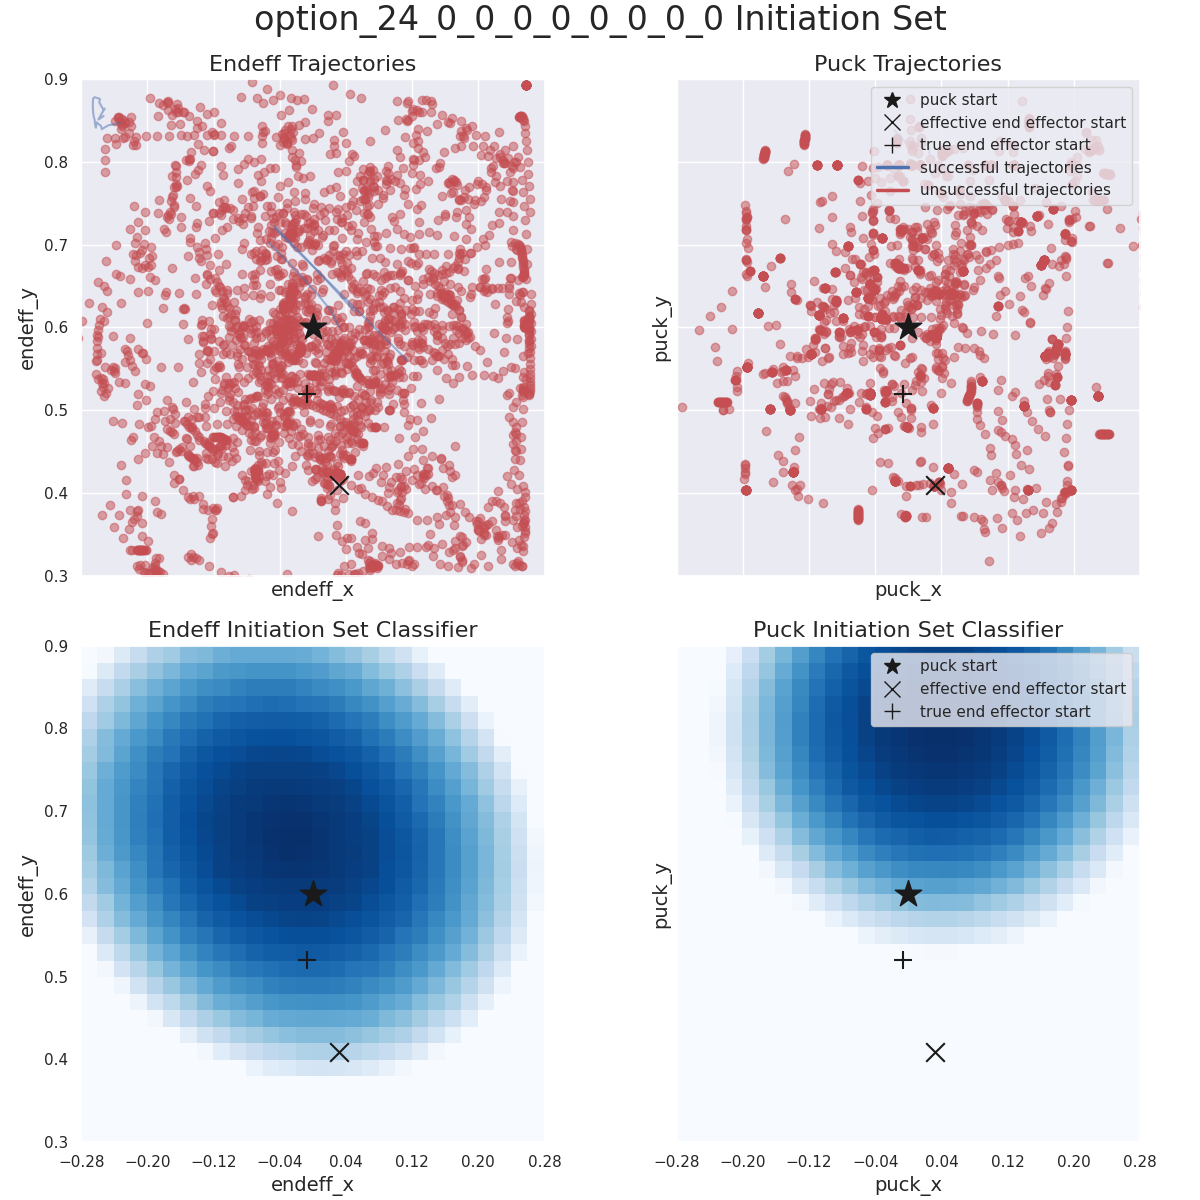 option_24_0_0_0_0_0_0_0_0 Initiation Set
Endeff Trajectories
0.9
0.8
0.7
0.6
0.5
0.4
0.3
endeff_y
endeff_x
Puck Trajectories
puck start
effective end effector start
true end effector start
successful trajectories
unsuccessful trajectories
puck_y
puck_x
Endeff Initiation Set Classifier
0.9
0.8
0.7
0.6
0.5
0.4
0.3
endeff_y
−0.28 −0.20 −0.12 −0.04 0.04 0.12 0.20 0.28
endeff_x
Puck Initiation Set Classifier
puck start
effective end effector start
true end effector start
puck_y
−0.28 −0.20 −0.12 −0.04 0.04 0.12 0.20 0.28
puck_x